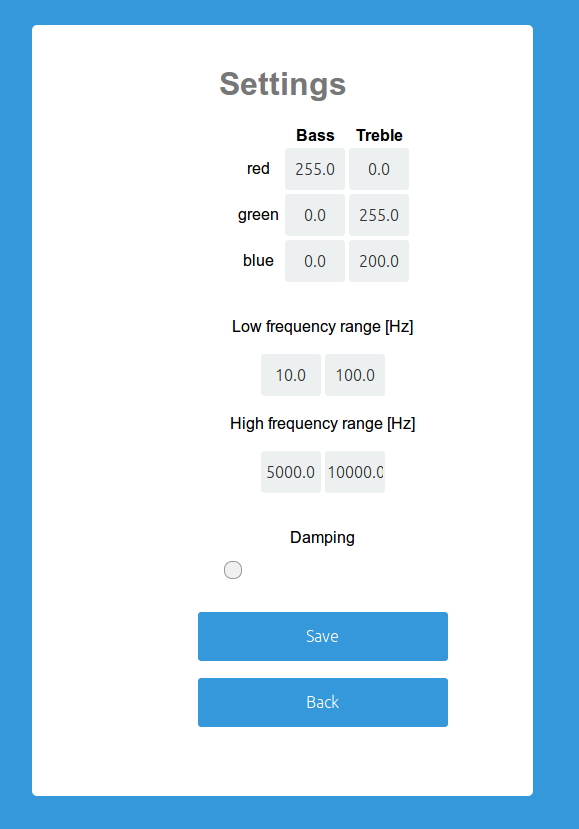 Settings
Bass Treble
red 255.0 0.0
green 0.0 255.0
blue 0.0 200.0
Low frequency range [Hz]
10.0 100.0
High frequency range [Hz]
5000.0 10000.0
Damping
Save
Back